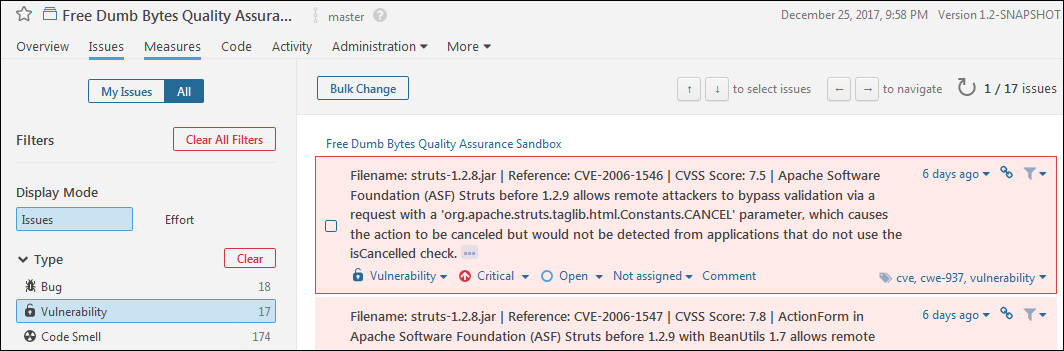 Free Dumb Bytes Quality Assura... master December 25, 2017, 9:58 PM Version 1.2-SNAPSHOT
Overview Issues Measures Code Activity Administration More
My Issues All
Bulk Change ↑ ↓ to select issues ← → to navigate 1 / 17 issues
Filters Clear All Filters
Display Mode
Issues Effort
Type Clear
Bug 18
Vulnerability 17
Code Smell 174
Free Dumb Bytes Quality Assurance Sandbox
Filename: struts-1.2.8.jar | Reference: CVE-2006-1546 | CVSS Score: 7.5 | Apache Software 6 days ago
Foundation (ASF) Struts before 1.2.9 allows remote attackers to bypass validation via a
request with a 'org.apache.struts.taglib.html.Constants.CANCEL' parameter, which causes
the action to be canceled but would not be detected from applications that do not use the
isCancelled check. ...
Vulnerability Critical Open Not assigned Comment cve, cwe-937, vulnerability
Filename: struts-1.2.8.jar | Reference: CVE-2006-1547 | CVSS Score: 7.8 | ActionForm in 6 days ago
Apache Software Foundation (ASF) Struts before 1.2.9 with BeanUtils 1.7 allows remote